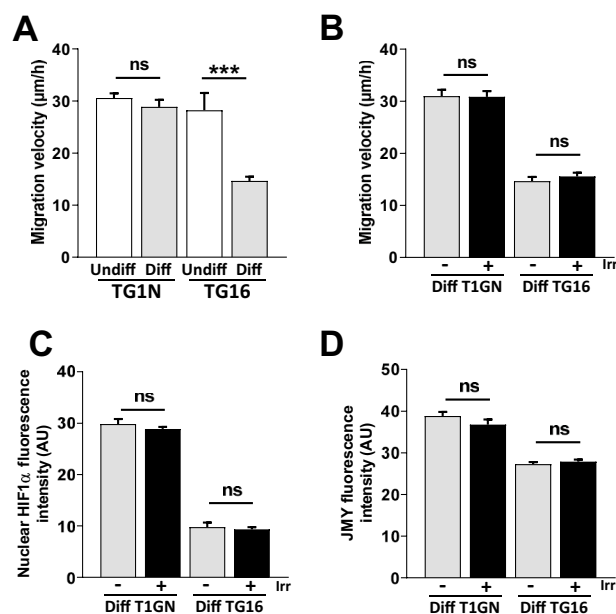 A
Migration velocity (μm/h)
40
30
20
10
0
ns
***
Undiff Diff Undiff Diff
TG1N TG16
B
Migration velocity (μm/h)
40
30
20
10
0
ns
ns
- + - + Irr
Diff T1GN Diff TG16
C
Nuclear HIF1α fluorescence
intensity (AU)
40
30
20
10
0
ns
ns
- + - + Irr
Diff T1GN Diff TG16
D
JMY fluorescence
intensity (AU)
50
40
30
20
10
0
ns
ns
- + - + Irr
Diff T1GN Diff TG16